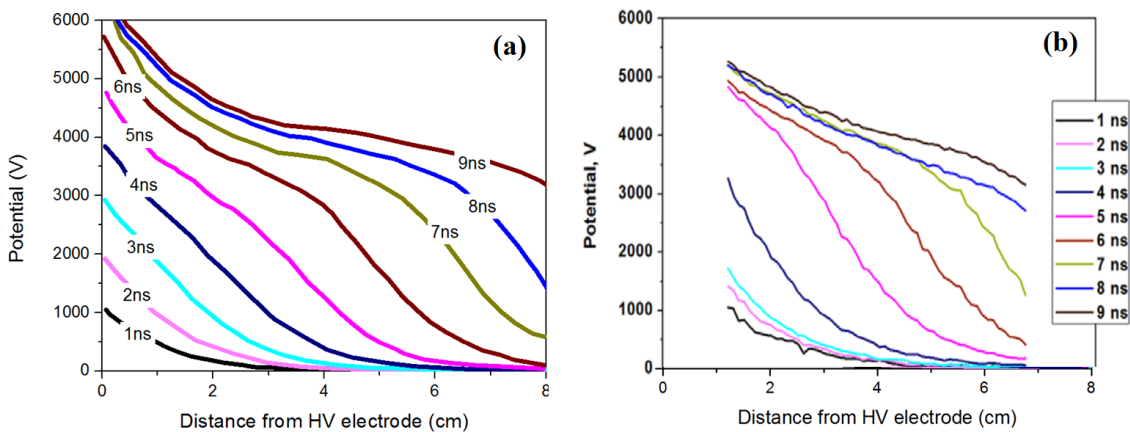 (a)
6000
5000
4000
3000
2000
1000
0
Potential (V)
1ns
2ns
3ns
4ns
5ns
6ns
7ns
8ns
9ns
0 2 4 6 8
Distance from HV electrode (cm)
(b)
6000
5000
4000
3000
2000
1000
0
Potential, V
0 2 4 6 8
Distance from HV electrode (cm)
1 ns
2 ns
3 ns
4 ns
5 ns
6 ns
7 ns
8 ns
9 ns